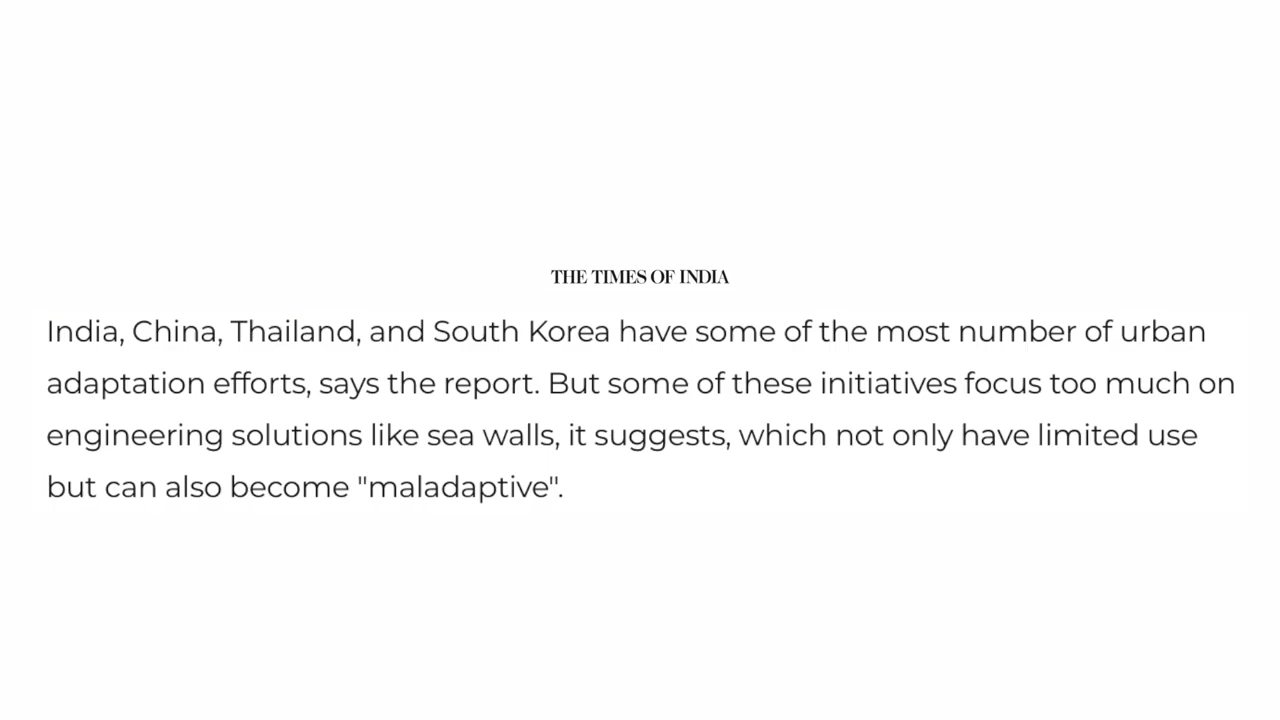 THE TIMES OF INDIA
India, China, Thailand, and South Korea have some of the most number of urban
adaptation efforts, says the report. But some of these initiatives focus too much on
engineering solutions like sea walls, it suggests, which not only have limited use
but can also become "maladaptive".